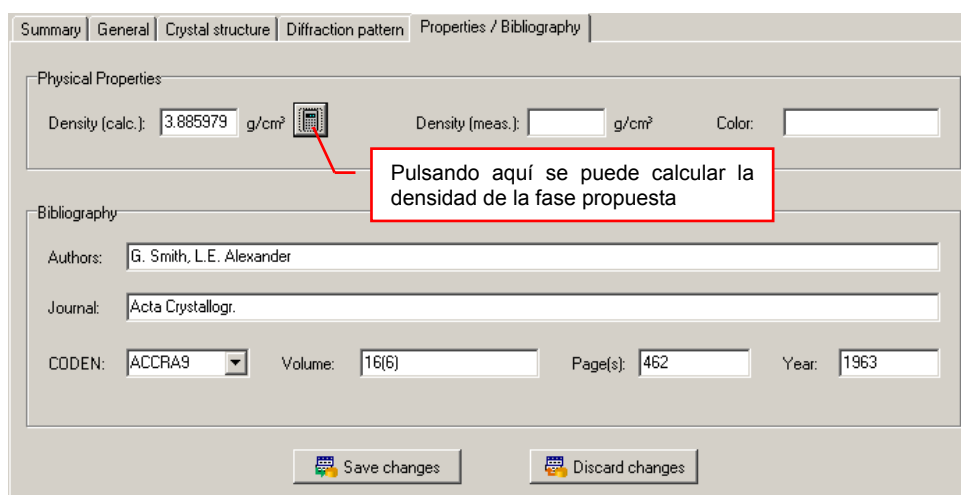 Summary General Crystal structure Diffraction pattern Properties / Bibliography
Physical Properties
Density (calc.): 3.885979 g/cm³ Density (meas.): g/cm³ Color:
Pulsando aquí se puede calcular la
densidad de la fase propuesta
Bibliography
Authors: G. Smith, L.E. Alexander
Journal: Acta Crystallogr.
CODEN: ACCRA9 Volume: 16(6) Page(s): 462 Year: 1963
Save changes Discard changes